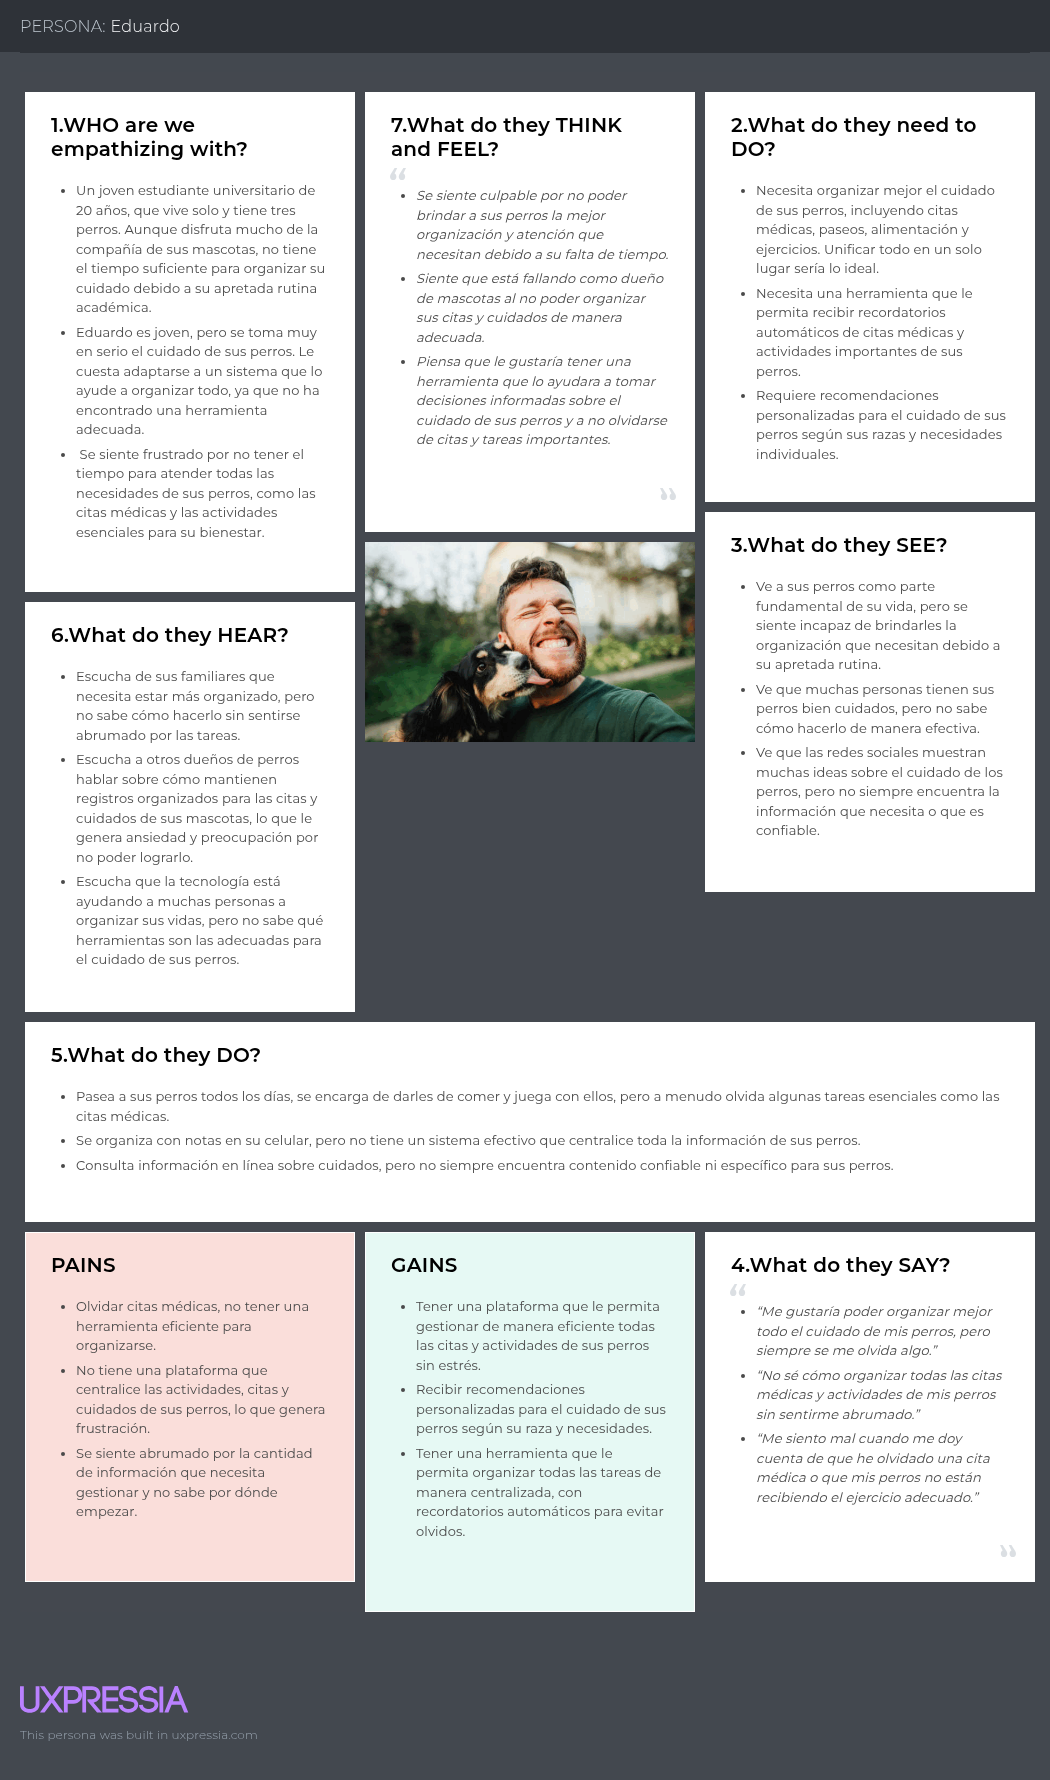 PERSONA: Eduardo
1.WHO are we
empathizing with?
• Un joven estudiante universitario de
20 años, que vive solo y tiene tres
perros. Aunque disfruta mucho de la
compañía de sus mascotas, no tiene
el tiempo suficiente para organizar su
cuidado debido a su apretada rutina
académica.
• Eduardo es joven, pero se toma muy
en serio el cuidado de sus perros. Le
cuesta adaptarse a un sistema que lo
ayude a organizar todo, ya que no ha
encontrado una herramienta
adecuada.
• Se siente frustrado por no tener el
tiempo para atender todas las
necesidades de sus perros, como las
citas médicas y las actividades
esenciales para su bienestar.
7.What do they THINK
and FEEL?
“
• Se siente culpable por no poder
brindar a sus perros la mejor
organización y atención que
necesitan debido a su falta de tiempo.
• Siente que está fallando como dueño
de mascotas al no poder organizar
sus citas y cuidados de manera
adecuada.
• Piensa que le gustaría tener una
herramienta que lo ayudara a tomar
decisiones informadas sobre el
cuidado de sus perros y a no olvidarse
de citas y tareas importantes.
”
2.What do they need to
DO?
• Necesita organizar mejor el cuidado
de sus perros, incluyendo citas
médicas, paseos, alimentación y
ejercicios. Unificar todo en un solo
lugar sería lo ideal.
• Necesita una herramienta que le
permita recibir recordatorios
automáticos de citas médicas y
actividades importantes de sus
perros.
• Requiere recomendaciones
personalizadas para el cuidado de sus
perros según sus razas y necesidades
individuales.
3.What do they SEE?
• Ve a sus perros como parte
fundamental de su vida, pero se
siente incapaz de brindarles la
organización que necesitan debido a
su apretada rutina.
• Ve que muchas personas tienen sus
perros bien cuidados, pero no sabe
cómo hacerlo de manera efectiva.
• Ve que las redes sociales muestran
muchas ideas sobre el cuidado de los
perros, pero no siempre encuentra la
información que necesita o que es
confiable.
6.What do they HEAR?
• Escucha de sus familiares que
necesita estar más organizado, pero
no sabe cómo hacerlo sin sentirse
abrumado por las tareas.
• Escucha a otros dueños de perros
hablar sobre cómo mantienen
registros organizados para las citas y
cuidados de sus mascotas, lo que le
genera ansiedad y preocupación por
no poder lograrlo.
• Escucha que la tecnología está
ayudando a muchas personas a
organizar sus vidas, pero no sabe qué
herramientas son las adecuadas para
el cuidado de sus perros.
5.What do they DO?
• Pasea a sus perros todos los días, se encarga de darles de comer y juega con ellos, pero a menudo olvida algunas tareas esenciales como las
citas médicas.
• Se organiza con notas en su celular, pero no tiene un sistema efectivo que centralice toda la información de sus perros.
• Consulta información en línea sobre cuidados, pero no siempre encuentra contenido confiable ni específico para sus perros.
PAINS
• Olvidar citas médicas, no tener una
herramienta eficiente para
organizarse.
• No tiene una plataforma que
centralice las actividades, citas y
cuidados de sus perros, lo que genera
frustración.
• Se siente abrumado por la cantidad
de información que necesita
gestionar y no sabe por dónde
empezar.
GAINS
• Tener una plataforma que le permita
gestionar de manera eficiente todas
las citas y actividades de sus perros
sin estrés.
• Recibir recomendaciones
personalizadas para el cuidado de sus
perros según su raza y necesidades.
• Tener una herramienta que le
permita organizar todas las tareas de
manera centralizada, con
recordatorios automáticos para evitar
olvidos.
4.What do they SAY?
“
• “Me gustaría poder organizar mejor
todo el cuidado de mis perros, pero
siempre se me olvida algo.”
• “No sé cómo organizar todas las citas
médicas y actividades de mis perros
sin sentirme abrumado.”
• “Me siento mal cuando me doy
cuenta de que he olvidado una cita
médica o que mis perros no están
recibiendo el ejercicio adecuado.”
”
UXPRESSIA
This persona was built in uxpressia.com